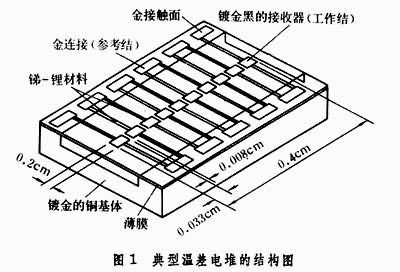 金接触面
镀金黑的接收器(工作结)
金连接(参考结)
锑-锂材料
0.2cm
0.008cm
0.4cm
0.033cm
镀金的铜基体
薄膜
图1 典型温差电堆的结构图